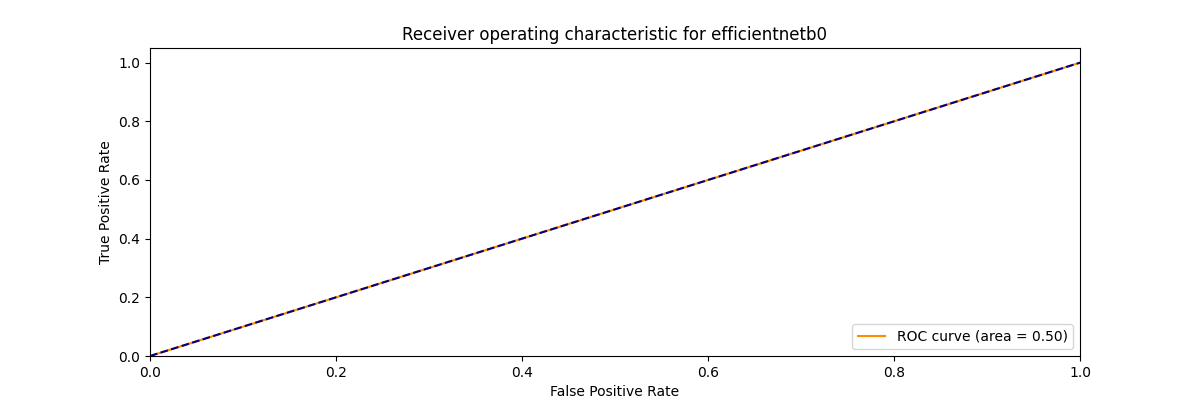 Receiver operating characteristic for efficientnetb0
1.0
0.8
0.6
0.4
0.2
0.0
True Positive Rate
ROC curve (area = 0.50)
0.0 0.2 0.4 0.6 0.8 1.0
False Positive Rate